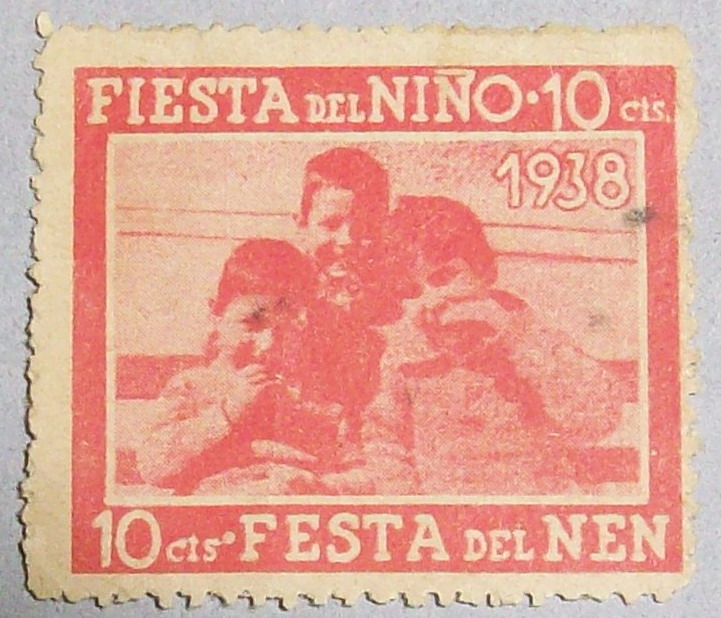 FIESTA DEL NIÑO·10 cts.
1938
10 cts· FESTA DEL NEN